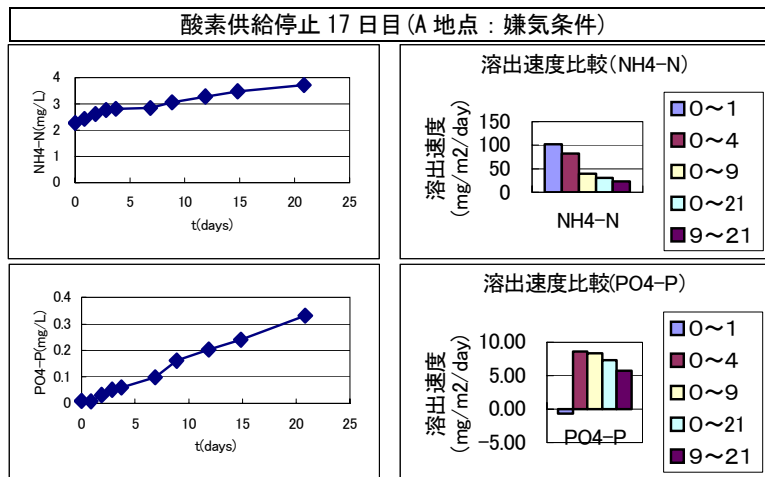 酸素供給停止 17 日目(A 地点：嫌気条件)
NH4-N(mg/L)
4
3
2
1
0
0 5 10 15 20 25
t(days)
溶出速度比較(NH4-N)
溶出速度
(mg/m2/day)
150
100
50
0
NH4-N
0～1
0～4
0～9
0～21
9～21
PO4-P(mg/L)
0.4
0.3
0.2
0.1
0
0 5 10 15 20 25
t(days)
溶出速度比較(PO4-P)
溶出速度
(mg/m2/day)
10.00
5.00
0.00
-5.00
PO4-P
0～1
0～4
0～9
0～21
9～21